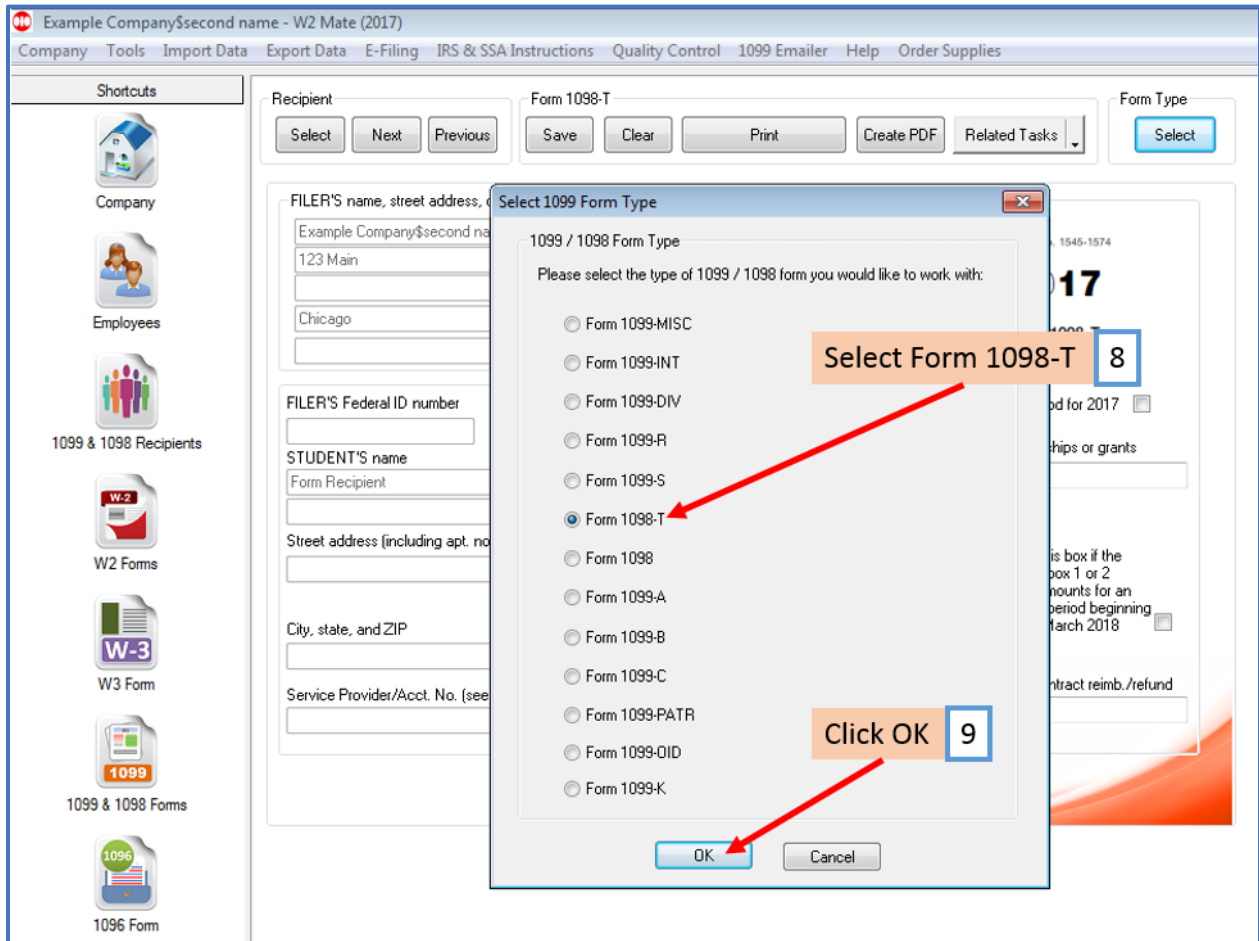 Example Company$second name - W2 Mate (2017)
Company Tools Import Data Export Data E-Filing IRS & SSA Instructions Quality Control 1099 Emailer Help Order Supplies
Shortcuts
Company
Employees
1099 & 1098 Recipients
W-2
W2 Forms
W-3
W3 Form
1099
1099 & 1098 Forms
1096
1096 Form
Recipient
Select Next Previous
Form 1098-T
Save Clear Print Create PDF Related Tasks
Form Type
Select
FILER'S name, street address,
Example Company$second na
123 Main
Chicago
FILER'S Federal ID number
STUDENT'S name
Form Recipient
Street address (including apt. no
City, state, and ZIP
Service Provider/Acct. No. (see
Select 1099 Form Type
1099 / 1098 Form Type
Please select the type of 1099 / 1098 form you would like to work with:
Form 1099-MISC
Form 1099-INT
Form 1099-DIV
Form 1099-R
Form 1099-S
Form 1098-T
Form 1098
Form 1099-A
Form 1099-B
Form 1099-C
Form 1099-PATR
Form 1099-OID
Form 1099-K
OK Cancel
Select Form 1098-T 8
Click OK 9
. 1545-1574
17
for 2017
or grants
is box if the
box 1 or 2
for an
period beginning
March 2018
reimb./refund